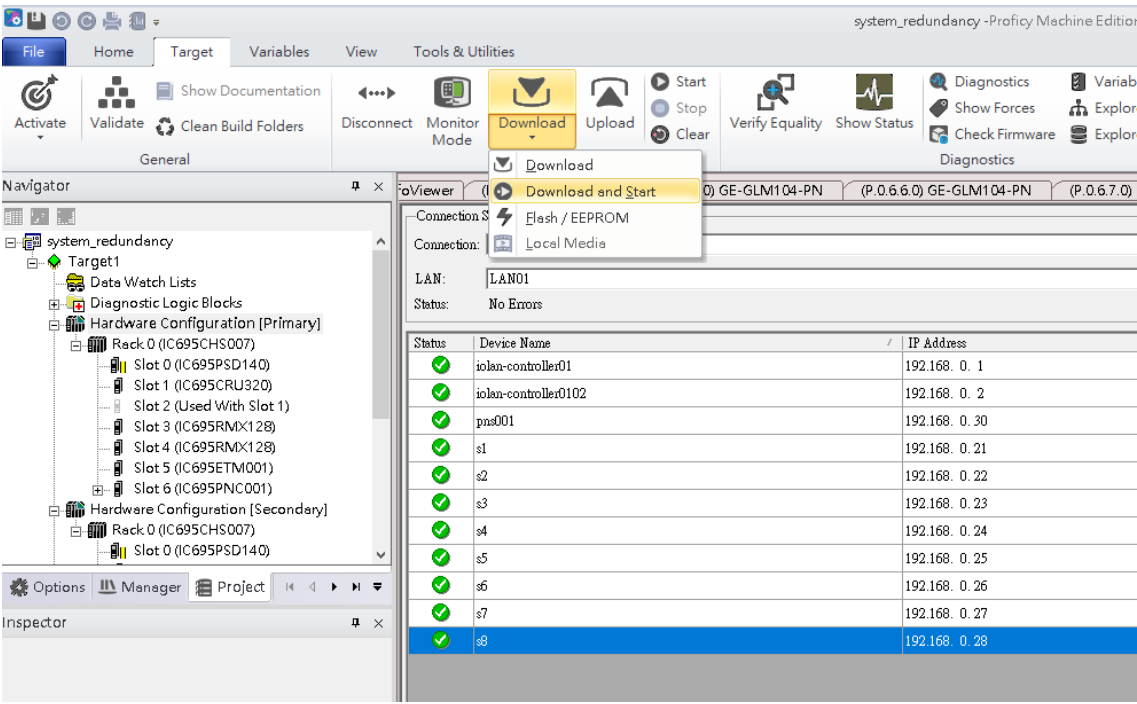 system_redundancy -Proficy Machine Edition
File Home Target Variables View Tools & Utilities
Activate
Validate
Show Documentation
Clean Build Folders
General
Disconnect
Monitor Mode
Download
Upload
Start
Stop
Clear
Verify Equality
Show Status
Diagnostics
Show Forces
Check Firmware
Variab
Explor
Explor
Diagnostics
Download
Download and Start
Flash / EEPROM
Local Media
Navigator
system_redundancy
Target1
Data Watch Lists
Diagnostic Logic Blocks
Hardware Configuration [Primary]
Rack 0 (IC695CHS007)
Slot 0 (IC695PSD140)
Slot 1 (IC695CRU320)
Slot 2 (Used With Slot 1)
Slot 3 (IC695RMX128)
Slot 4 (IC695RMX128)
Slot 5 (IC695ETM001)
Slot 6 (IC695PNC001)
Hardware Configuration [Secondary]
Rack 0 (IC695CHS007)
Slot 0 (IC695PSD140)
Options Manager Project
Inspector
foViewer 0) GE-GLM104-PN (P.0.6.6.0) GE-GLM104-PN (P.0.6.7.0)
Connection S
Connection:
LAN: LAN01
Status: No Errors
Status Device Name IP Address
iolan-controller01 192.168. 0. 1
iolan-controller0102 192.168. 0. 2
pns001 192.168. 0. 30
s1 192.168. 0. 21
s2 192.168. 0. 22
s3 192.168. 0. 23
s4 192.168. 0. 24
s5 192.168. 0. 25
s6 192.168. 0. 26
s7 192.168. 0. 27
s8 192.168. 0. 28